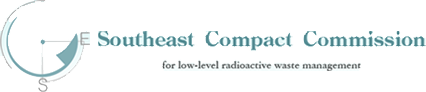 E Southeast Compact Commission
for low-level radioactive waste management
S